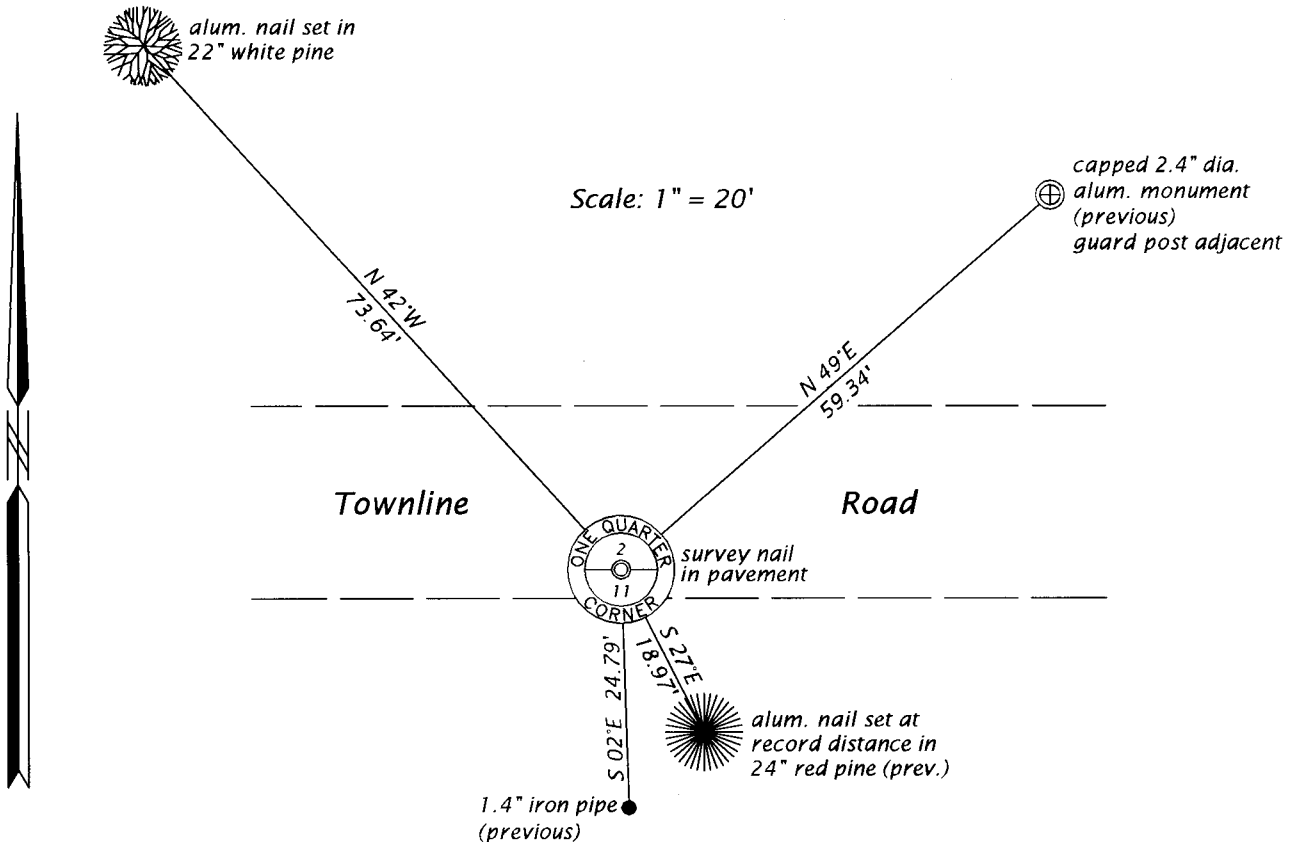 alum. nail set in
22" white pine
Scale: 1" = 20'
capped 2.4" dia.
alum. monument
(previous)
guard post adjacent
N 42°W
73.64'
N 49°E
59.34'
Townline
Road
ONE QUARTER
2
11
CORNER
survey nail
in pavement
S 02°E 24.79'
S 27°E
18.97'
alum. nail set at
record distance in
24" red pine (prev.)
1.4" iron pipe
(previous)